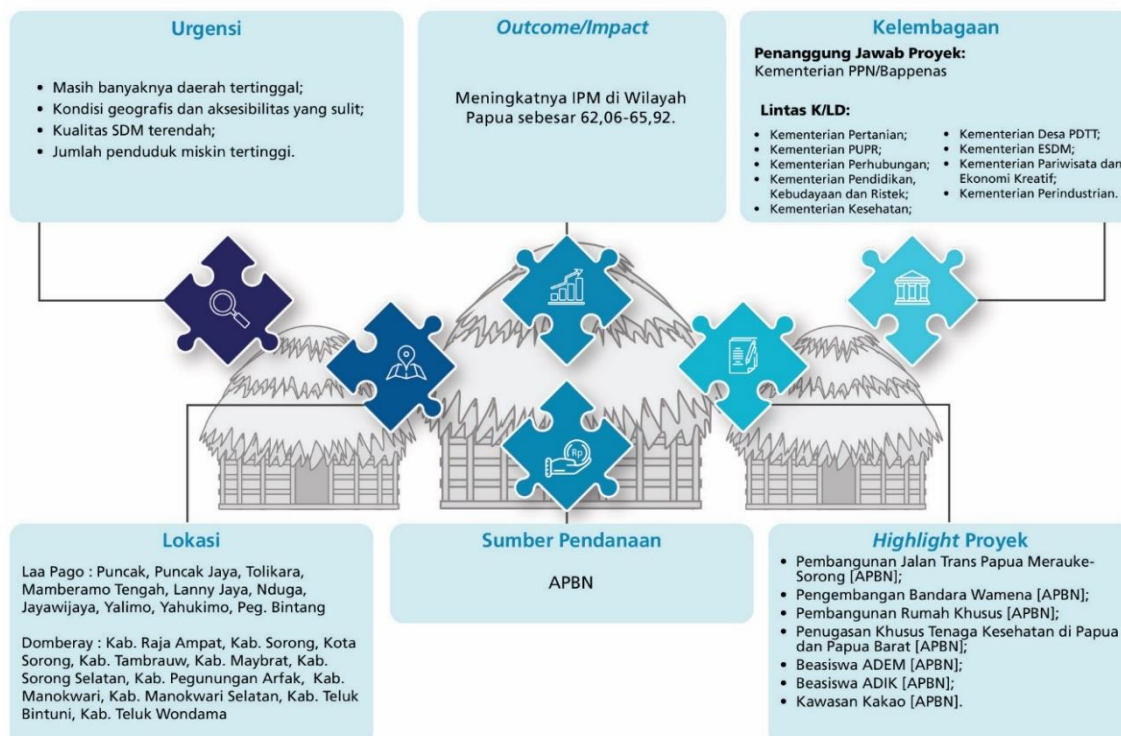 Urgensi
• Masih banyaknya daerah tertinggal;
• Kondisi geografis dan aksesibilitas yang sulit;
• Kualitas SDM terendah;
• Jumlah penduduk miskin tertinggi.
Outcome/Impact
Meningkatnya IPM di Wilayah
Papua sebesar 62,06-65,92.
Kelembagaan
Penanggung Jawab Proyek:
Kementerian PPN/Bappenas
Lintas K/LD:
• Kementerian Pertanian;
• Kementerian PUPR;
• Kementerian Perhubungan;
• Kementerian Pendidikan,
Kebudayaan dan Ristek;
• Kementerian Kesehatan;
• Kementerian Desa PDTT;
• Kementerian ESDM;
• Kementerian Pariwisata dan
Ekonomi Kreatif;
• Kementerian Perindustrian.
Rp
Lokasi
Laa Pago : Puncak, Puncak Jaya, Tolikara,
Mamberamo Tengah, Lanny Jaya, Nduga,
Jayawijaya, Yalimo, Yahukimo, Peg. Bintang
Domberay : Kab. Raja Ampat, Kab. Sorong, Kota
Sorong, Kab. Tambrauw, Kab. Maybrat, Kab.
Sorong Selatan, Kab. Pegunungan Arfak, Kab.
Manokwari, Kab. Manokwari Selatan, Kab. Teluk
Bintuni, Kab. Teluk Wondama
Sumber Pendanaan
APBN
Highlight Proyek
• Pembangunan Jalan Trans Papua Merauke-
Sorong [APBN];
• Pengembangan Bandara Wamena [APBN];
• Pembangunan Rumah Khusus [APBN];
• Penugasan Khusus Tenaga Kesehatan di Papua
dan Papua Barat [APBN];
• Beasiswa ADEM [APBN];
• Beasiswa ADIK [APBN];
• Kawasan Kakao [APBN].